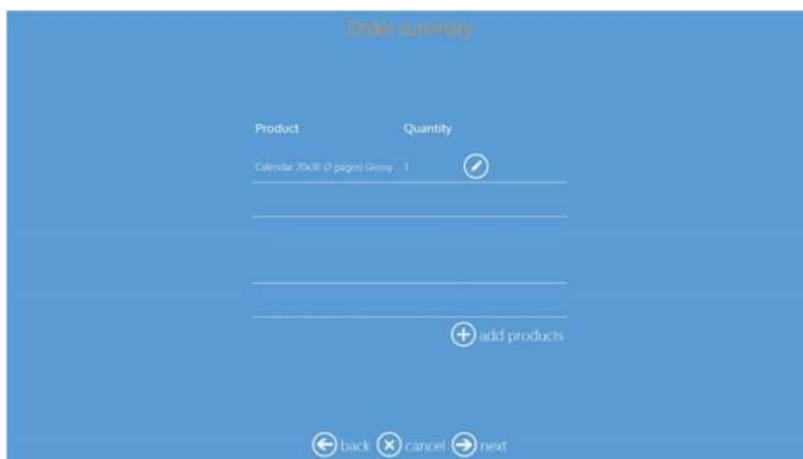 Order summary
Product Quantity
Calendar 20x30 (7 pages) Glossy 1
add products
back cancel next